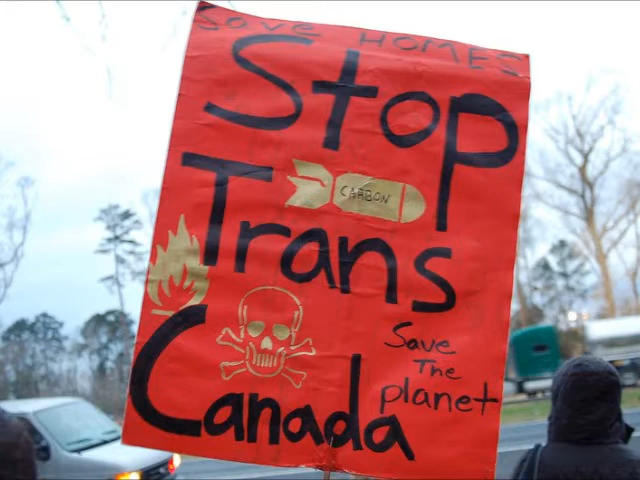 Save HOMES
Stop
CARBON
Trans
Canada
Save
The
planet